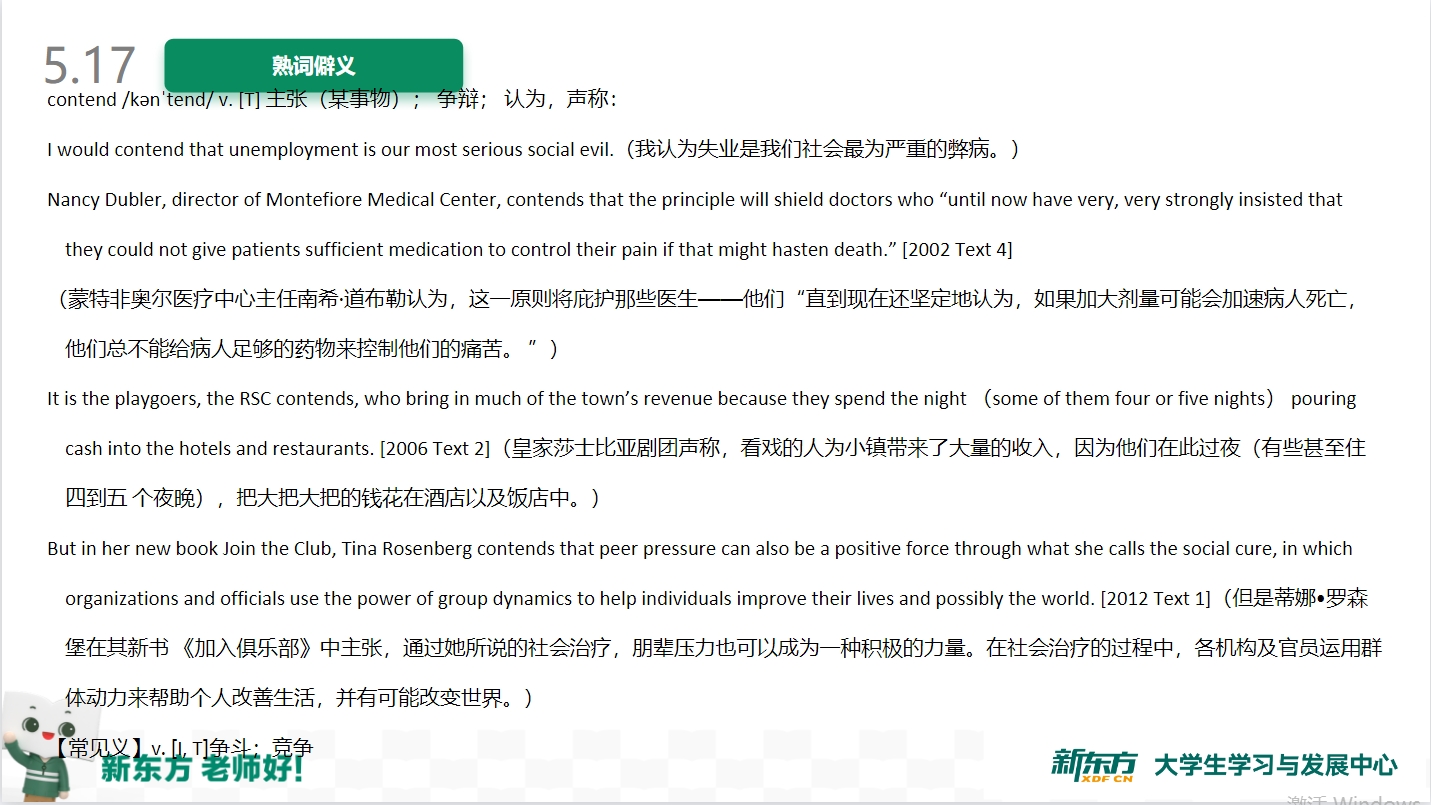 5.17
熟词僻义
contend /kənˈtend/ v. [T] 主张（某事物）； 争辩； 认为，声称：
I would contend that unemployment is our most serious social evil.（我认为失业是我们社会最为严重的弊病。）
Nancy Dubler, director of Montefiore Medical Center, contends that the principle will shield doctors who “until now have very, very strongly insisted that
they could not give patients sufficient medication to control their pain if that might hasten death.” [2002 Text 4]
（蒙特非奥尔医疗中心主任南希·道布勒认为，这一原则将庇护那些医生——他们“直到现在还坚定地认为，如果加大剂量可能会加速病人死亡，
他们总不能给病人足够的药物来控制他们的痛苦。 ”）
It is the playgoers, the RSC contends, who bring in much of the town’s revenue because they spend the night （some of them four or five nights） pouring
cash into the hotels and restaurants. [2006 Text 2]（皇家莎士比亚剧团声称，看戏的人为小镇带来了大量的收入，因为他们在此过夜（有些甚至住
四到五 个夜晚），把大把大把的钱花在酒店以及饭店中。）
But in her new book Join the Club, Tina Rosenberg contends that peer pressure can also be a positive force through what she calls the social cure, in which
organizations and officials use the power of group dynamics to help individuals improve their lives and possibly the world. [2012 Text 1]（但是蒂娜•罗森
堡在其新书 《加入俱乐部》中主张，通过她所说的社会治疗，朋辈压力也可以成为一种积极的力量。在社会治疗的过程中，各机构及官员运用群
体动力来帮助个人改善生活，并有可能改变世界。）
【常见义】v. [I, T]争斗；竞争
新东方 老师好！
新东方 XDF.CN 大学生学习与发展中心
激活 Windows